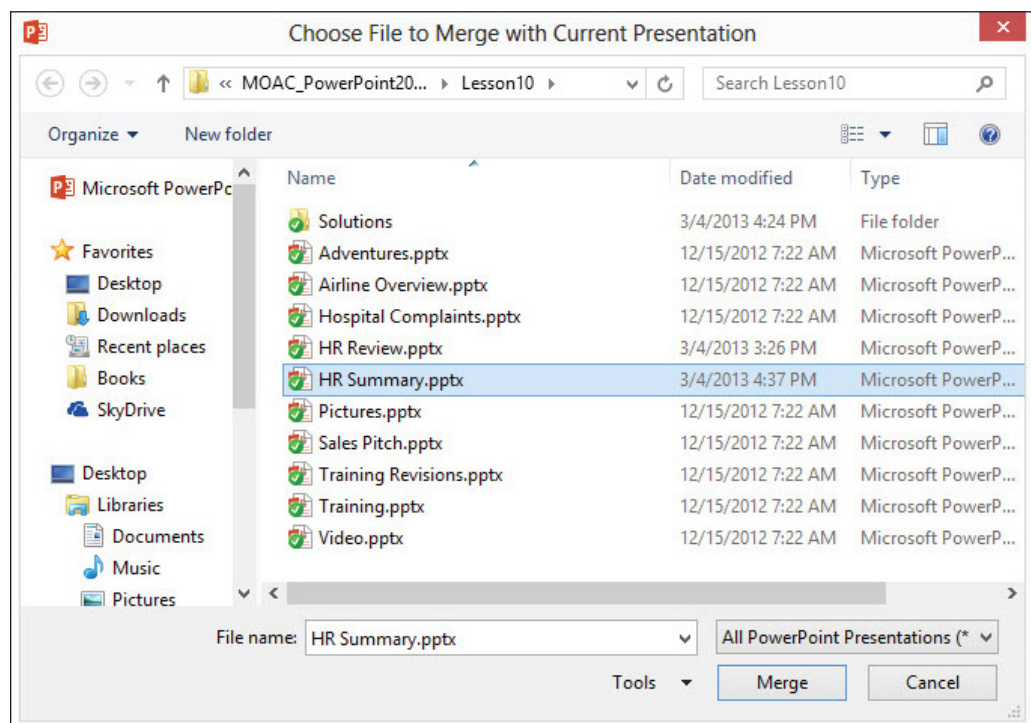 Choose File to Merge with Current Presentation
« MOAC_PowerPoint20... Lesson10
Search Lesson10
Organize
New folder
Microsoft PowerPc
Favorites
Desktop
Downloads
Recent places
Books
SkyDrive
Desktop
Libraries
Documents
Music
Pictures
Name Date modified Type
Solutions 3/4/2013 4:24 PM File folder
Adventures.pptx 12/15/2012 7:22 AM Microsoft PowerP...
Airline Overview.pptx 12/15/2012 7:22 AM Microsoft PowerP...
Hospital Complaints.pptx 12/15/2012 7:22 AM Microsoft PowerP...
HR Review.pptx 3/4/2013 3:26 PM Microsoft PowerP...
HR Summary.pptx 3/4/2013 4:37 PM Microsoft PowerP...
Pictures.pptx 12/15/2012 7:22 AM Microsoft PowerP...
Sales Pitch.pptx 12/15/2012 7:22 AM Microsoft PowerP...
Training Revisions.pptx 12/15/2012 7:22 AM Microsoft PowerP...
Training.pptx 12/15/2012 7:22 AM Microsoft PowerP...
Video.pptx 12/15/2012 7:22 AM Microsoft PowerP...
File name: HR Summary.pptx
All PowerPoint Presentations (*
Tools
Merge
Cancel